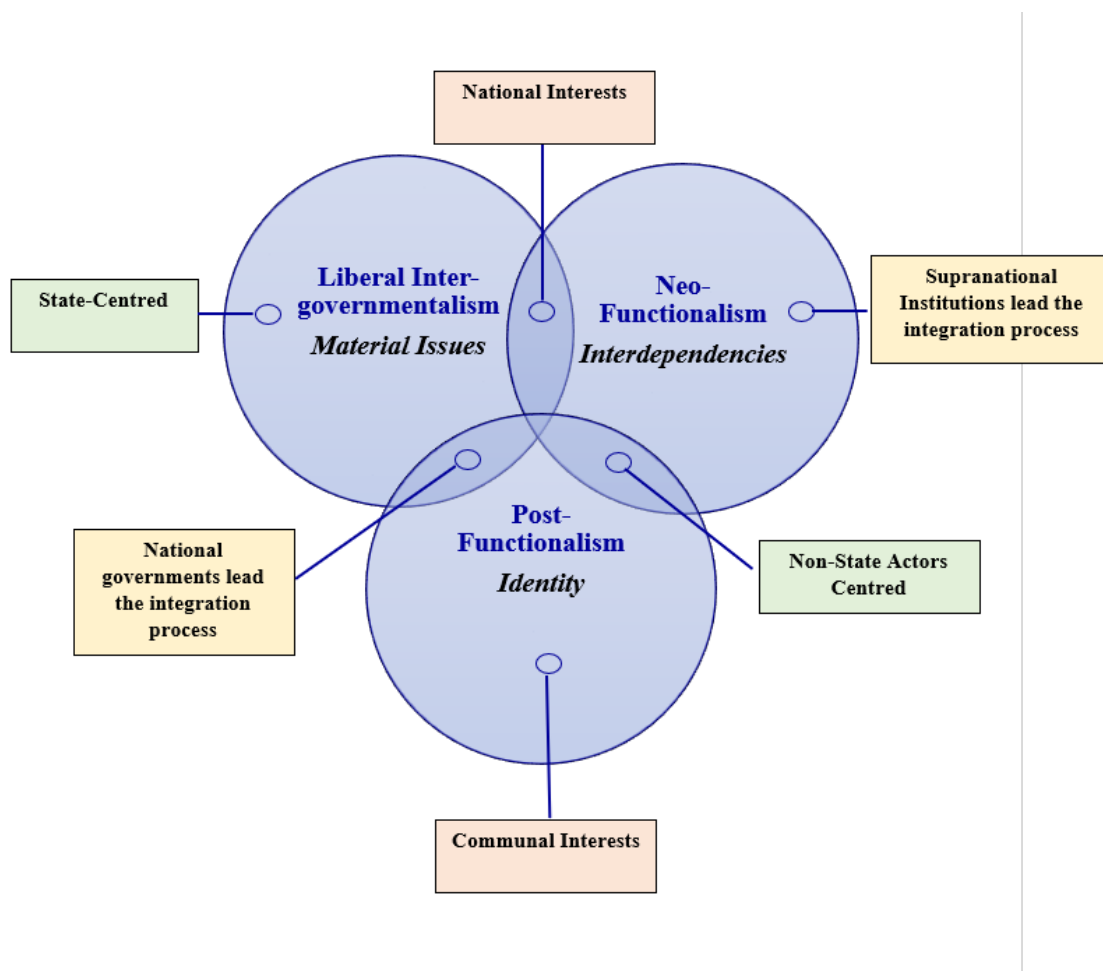 National Interests
Liberal Inter-
governmentalism
Material Issues
Neo-
Functionalism
Interdependencies
State-Centred
Supranational
Institutions lead the
integration process
Post-
Functionalism
Identity
National
governments lead
the integration
process
Non-State Actors
Centred
Communal Interests